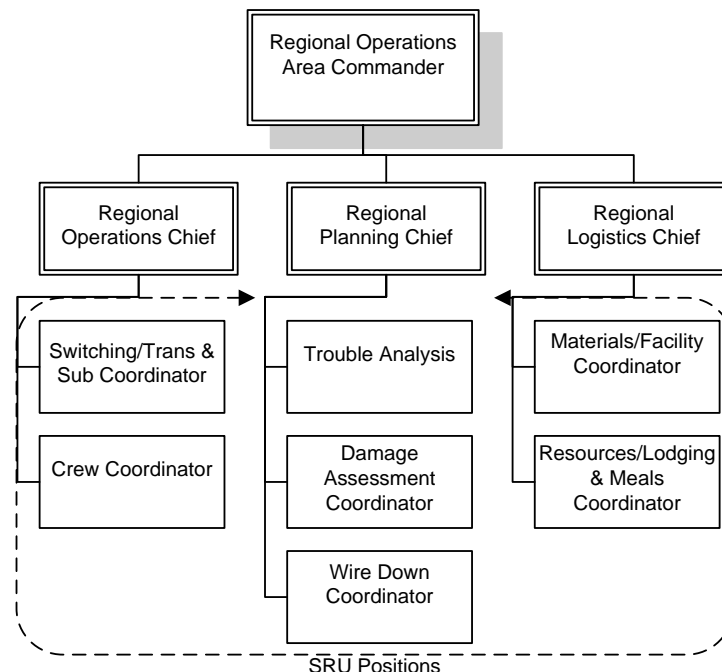 Regional Operations
Area Commander
Regional
Operations Chief
Regional
Planning Chief
Regional
Logistics Chief
Switching/Trans &
Sub Coordinator
Trouble Analysis
Materials/Facility
Coordinator
Crew Coordinator
Damage
Assessment
Coordinator
Resources/Lodging
& Meals
Coordinator
Wire Down
Coordinator
SRU Positions